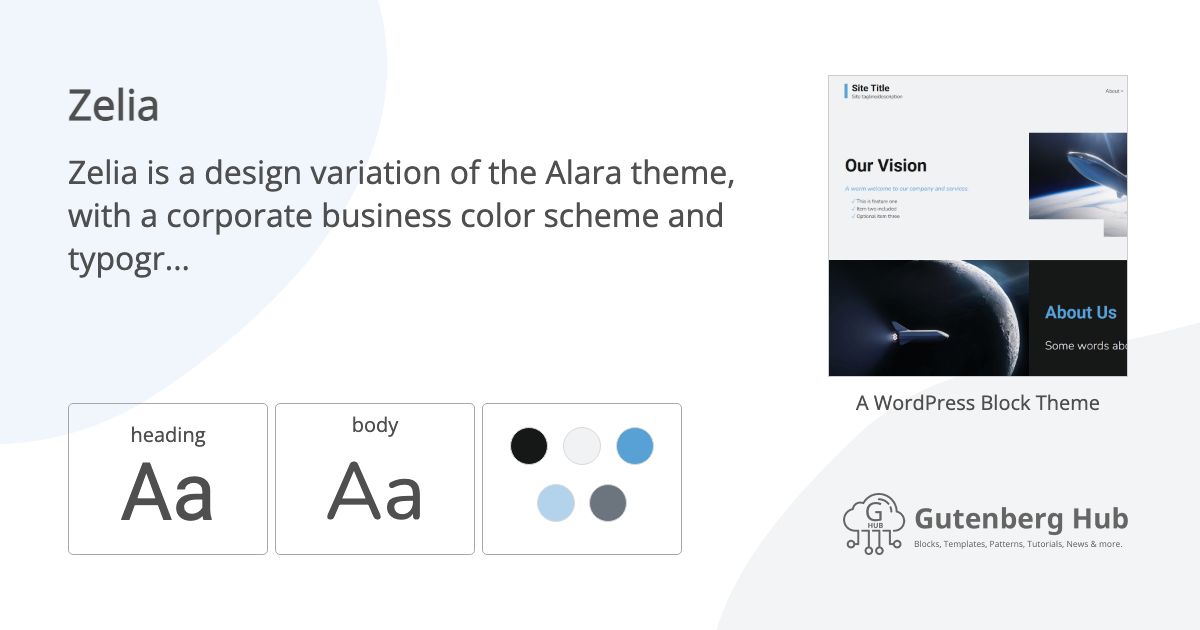 Zelia
Zelia is a design variation of the Alara theme,
with a corporate business color scheme and
typogr...
heading
Aa
body
Aa
Site Title
Site tagline/description
About
Our Vision
A warm welcome to our company and services.
✓ This is feature one
✓ Item two included
✓ Optional item three
About Us
Some words abo
A WordPress Block Theme
G
HUB
Gutenberg Hub
Blocks, Templates, Patterns, Tutorials, News & more.